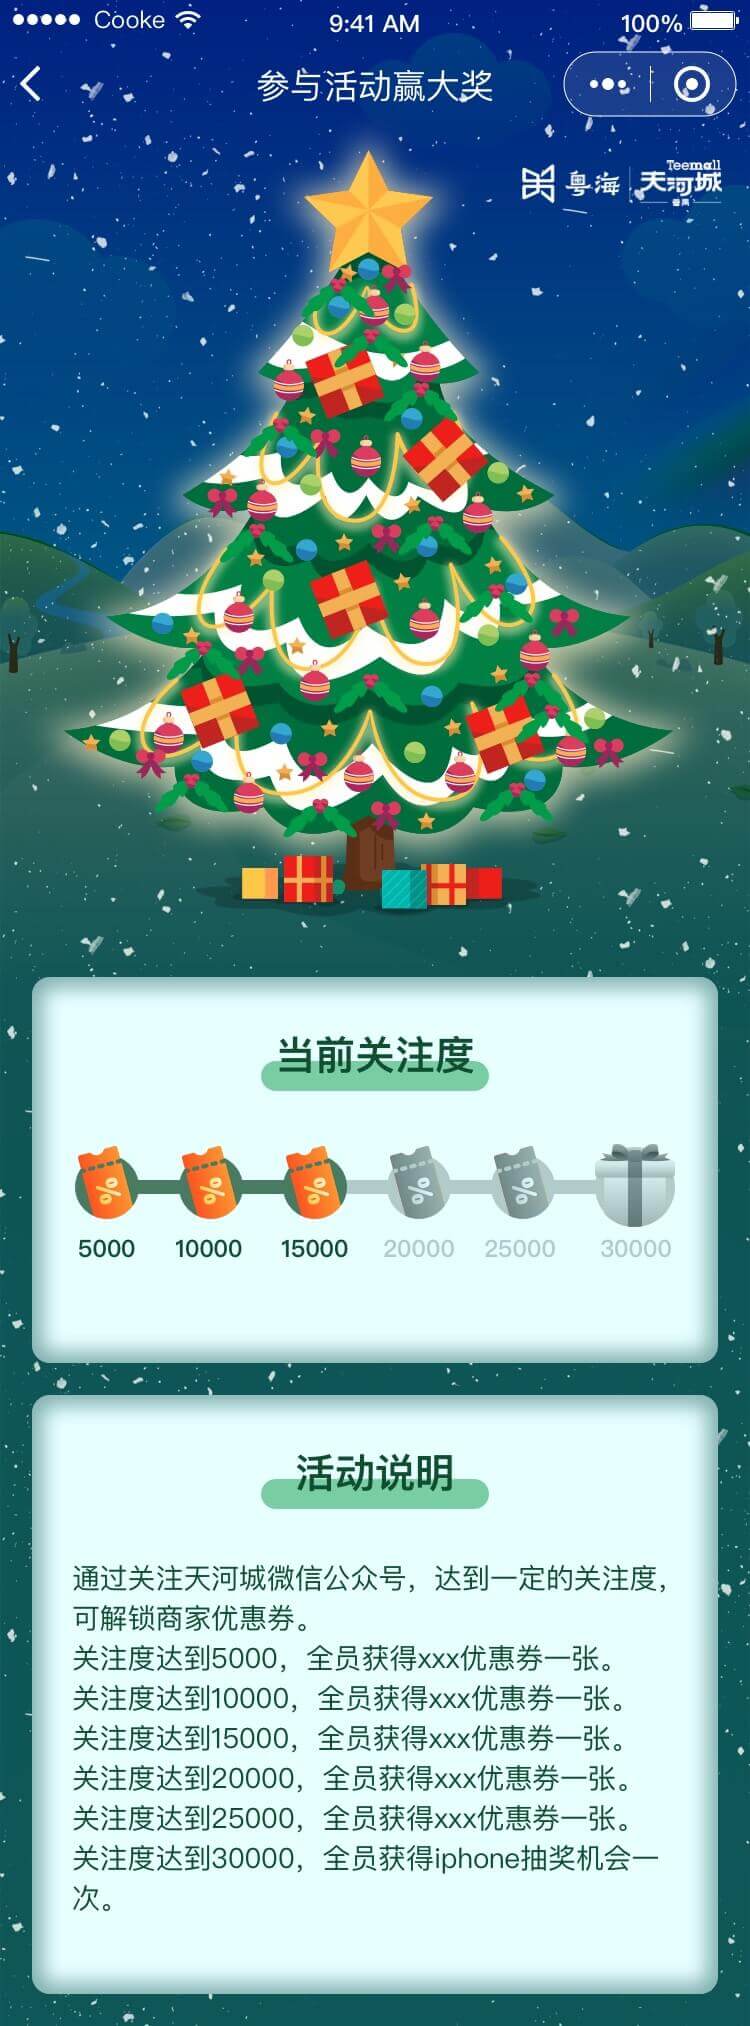 Cooke 9:41 AM 100%
参与活动赢大奖
Teemall
粤海 天河城
番禺
当前关注度
% % % % %
5000 10000 15000 20000 25000 30000
活动说明
通过关注天河城微信公众号，达到一定的关注度，
可解锁商家优惠券。
关注度达到5000，全员获得xxx优惠券一张。
关注度达到10000，全员获得xxx优惠券一张。
关注度达到15000，全员获得xxx优惠券一张。
关注度达到20000，全员获得xxx优惠券一张。
关注度达到25000，全员获得xxx优惠券一张。
关注度达到30000，全员获得iphone抽奖机会一
次。